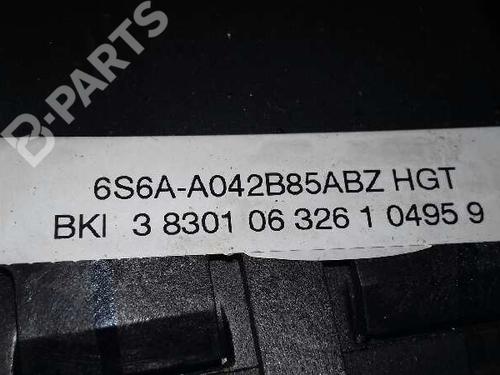 B-PARTS
6S6A-A042B85ABZ HGT
BKI 3 8301 06 326 1 0495 9